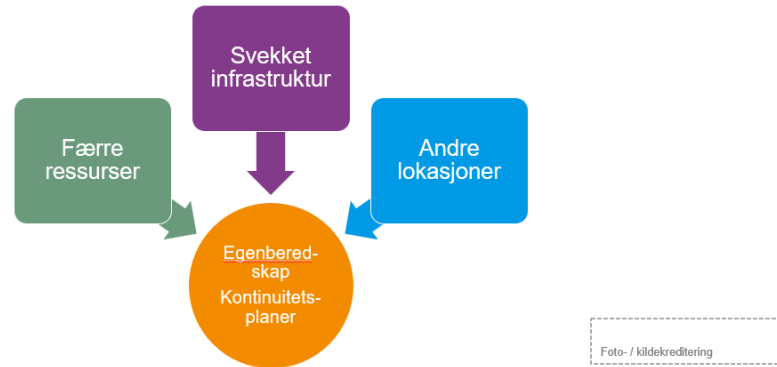 Svekket
infrastruktur
Færre
ressurser
Andre
lokasjoner
Egenbered-
skap
Kontinuitets-
planer
Foto- / kildekreditering